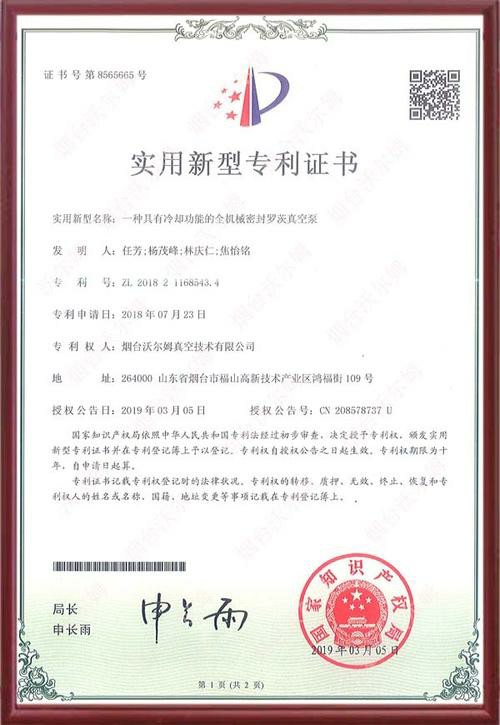 证书号第8565665号
实用新型专利证书
实用新型名称：一种具有冷却功能的全机械密封罗茨真空泵
发明人：任芳;杨茂峰;林庆仁;焦怡铭
专利号：ZL 2018 2 1168543.4
专利申请日：2018年07月23日
专利权人：烟台沃尔姆真空技术有限公司
地址：264000 山东省烟台市福山高新技术产业区鸿福街109号
授权公告日：2019年03月05日 授权公告号：CN 208578737 U
国家知识产权局依照中华人民共和国专利法经过初步审查，决定授予专利权，颁发实用
新型专利证书并在专利登记簿上予以登记。专利权自授权公告之日起生效。专利权期限为十
年，自申请日起算。
专利证书记载专利权登记时的法律状况。专利权的转移、质押、无效、终止、恢复和专
利权人的姓名或名称、国籍、地址变更等事项记载在专利登记簿上。
局长
申长雨
申长雨
国家知识产权局
2019年03月05日
第1页(共2页)